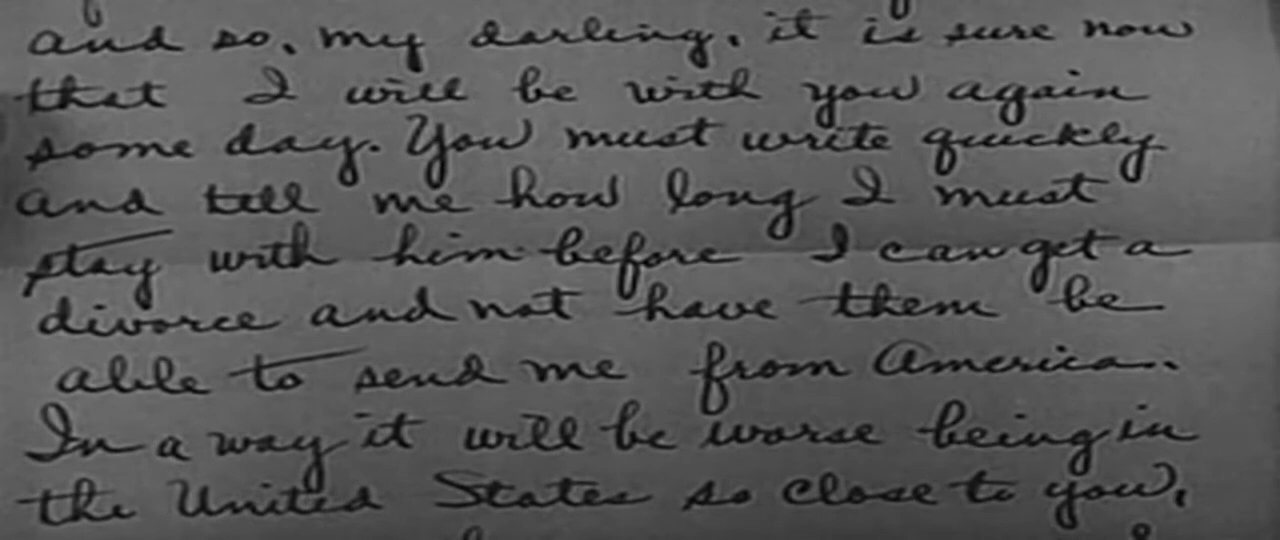 and so, my darling, it is sure now
that I will be with you again
some day. You must write quickly
and tell me how long I must
stay with him before I can get a
divorce and not have them be
able to send me from America.
In a way it will be worse being in
the United States so close to you,